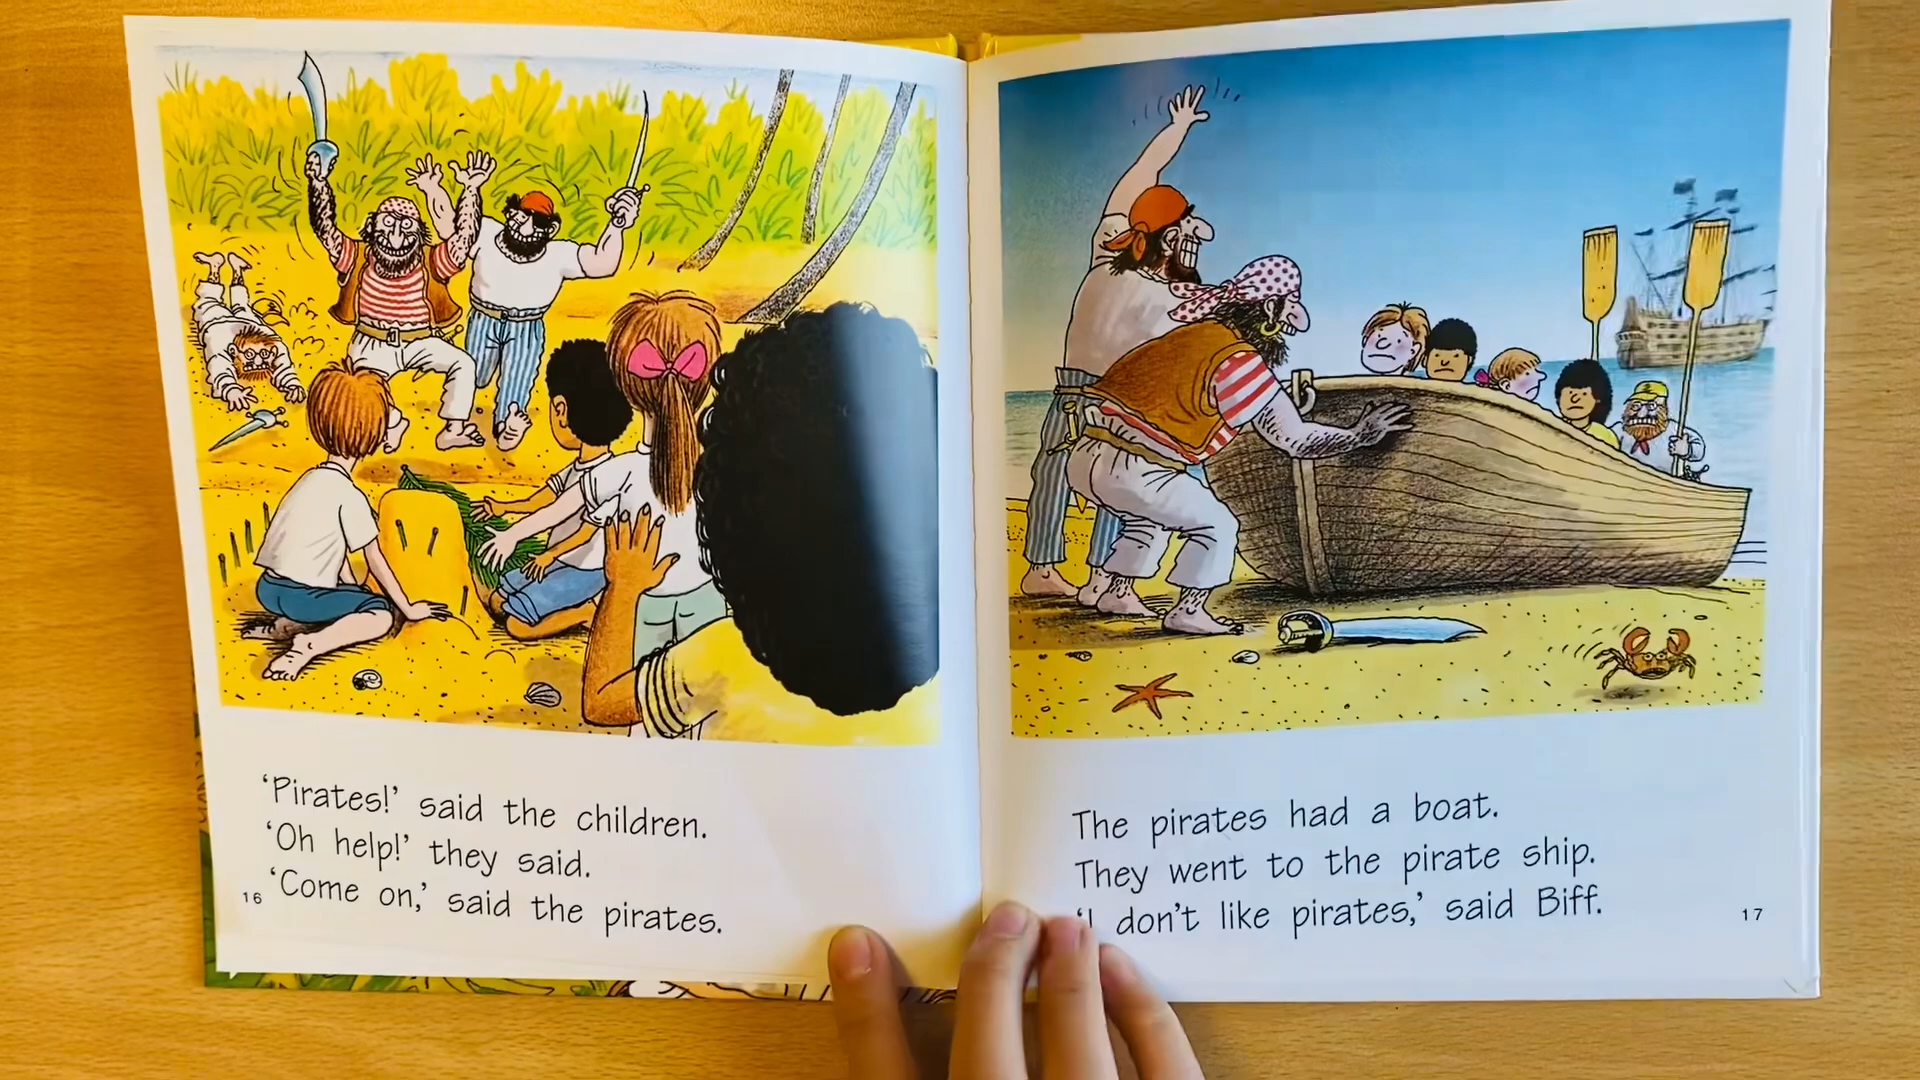 ‘Pirates!’ said the children.
‘Oh help!’ they said.
‘Come on,’ said the pirates.
16
The pirates had a boat.
They went to the pirate ship.
‘I don’t like pirates,’ said Biff.
17